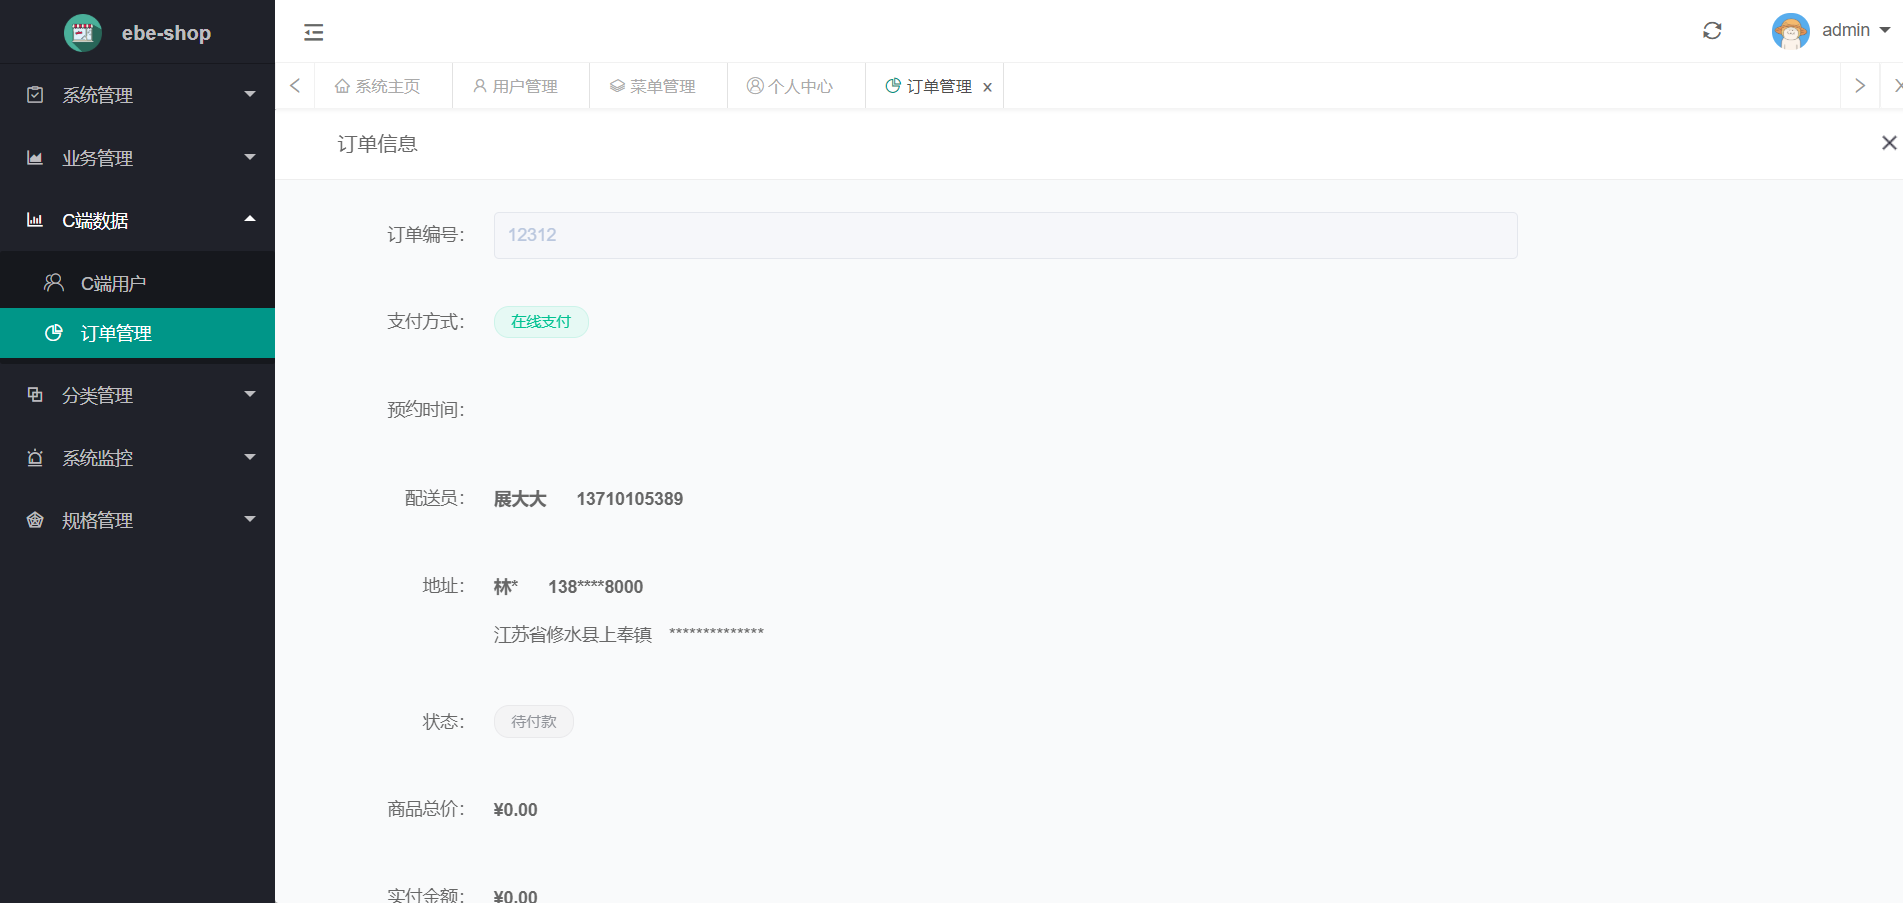 ebe-shop
admin
系统管理
业务管理
C端数据
C端用户
订单管理
分类管理
系统监控
规格管理
系统主页
用户管理
菜单管理
个人中心
订单管理
订单信息
订单编号： 12312
支付方式： 在线支付
预约时间：
配送员： 展大大 13710105389
地址： 林* 138****8000
江苏省修水县上奉镇 **************
状态： 待付款
商品总价： ¥0.00
实付金额： ¥0.00